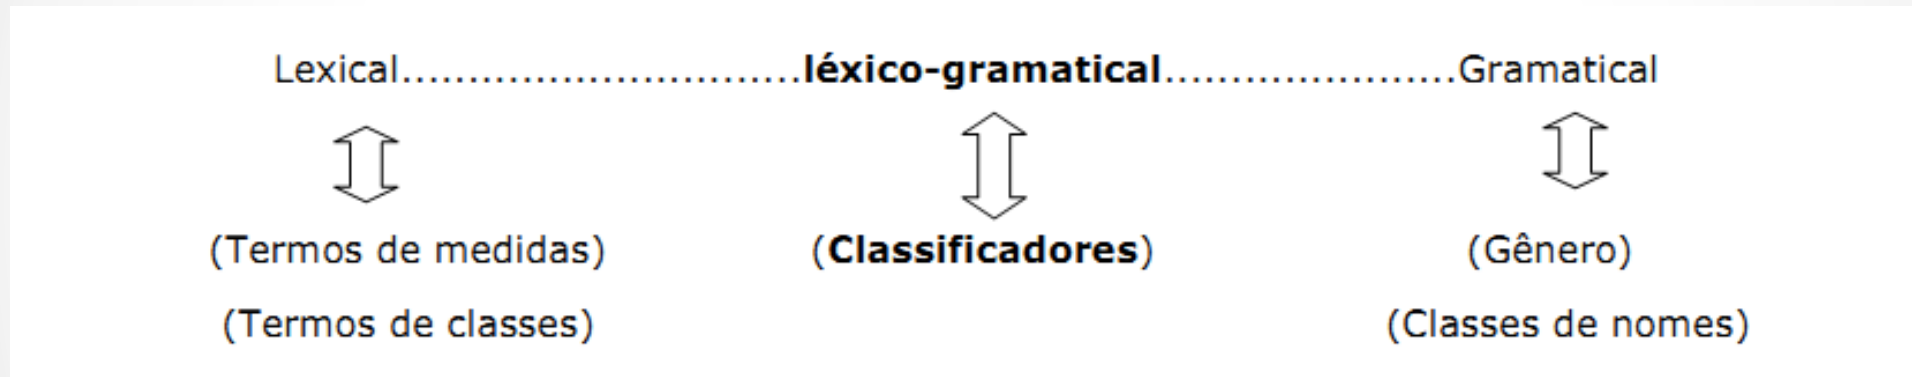 Lexical..............................léxico-gramatical......................Gramatical
(Termos de medidas) (Classificadores) (Gênero)
(Termos de classes) (Classes de nomes)